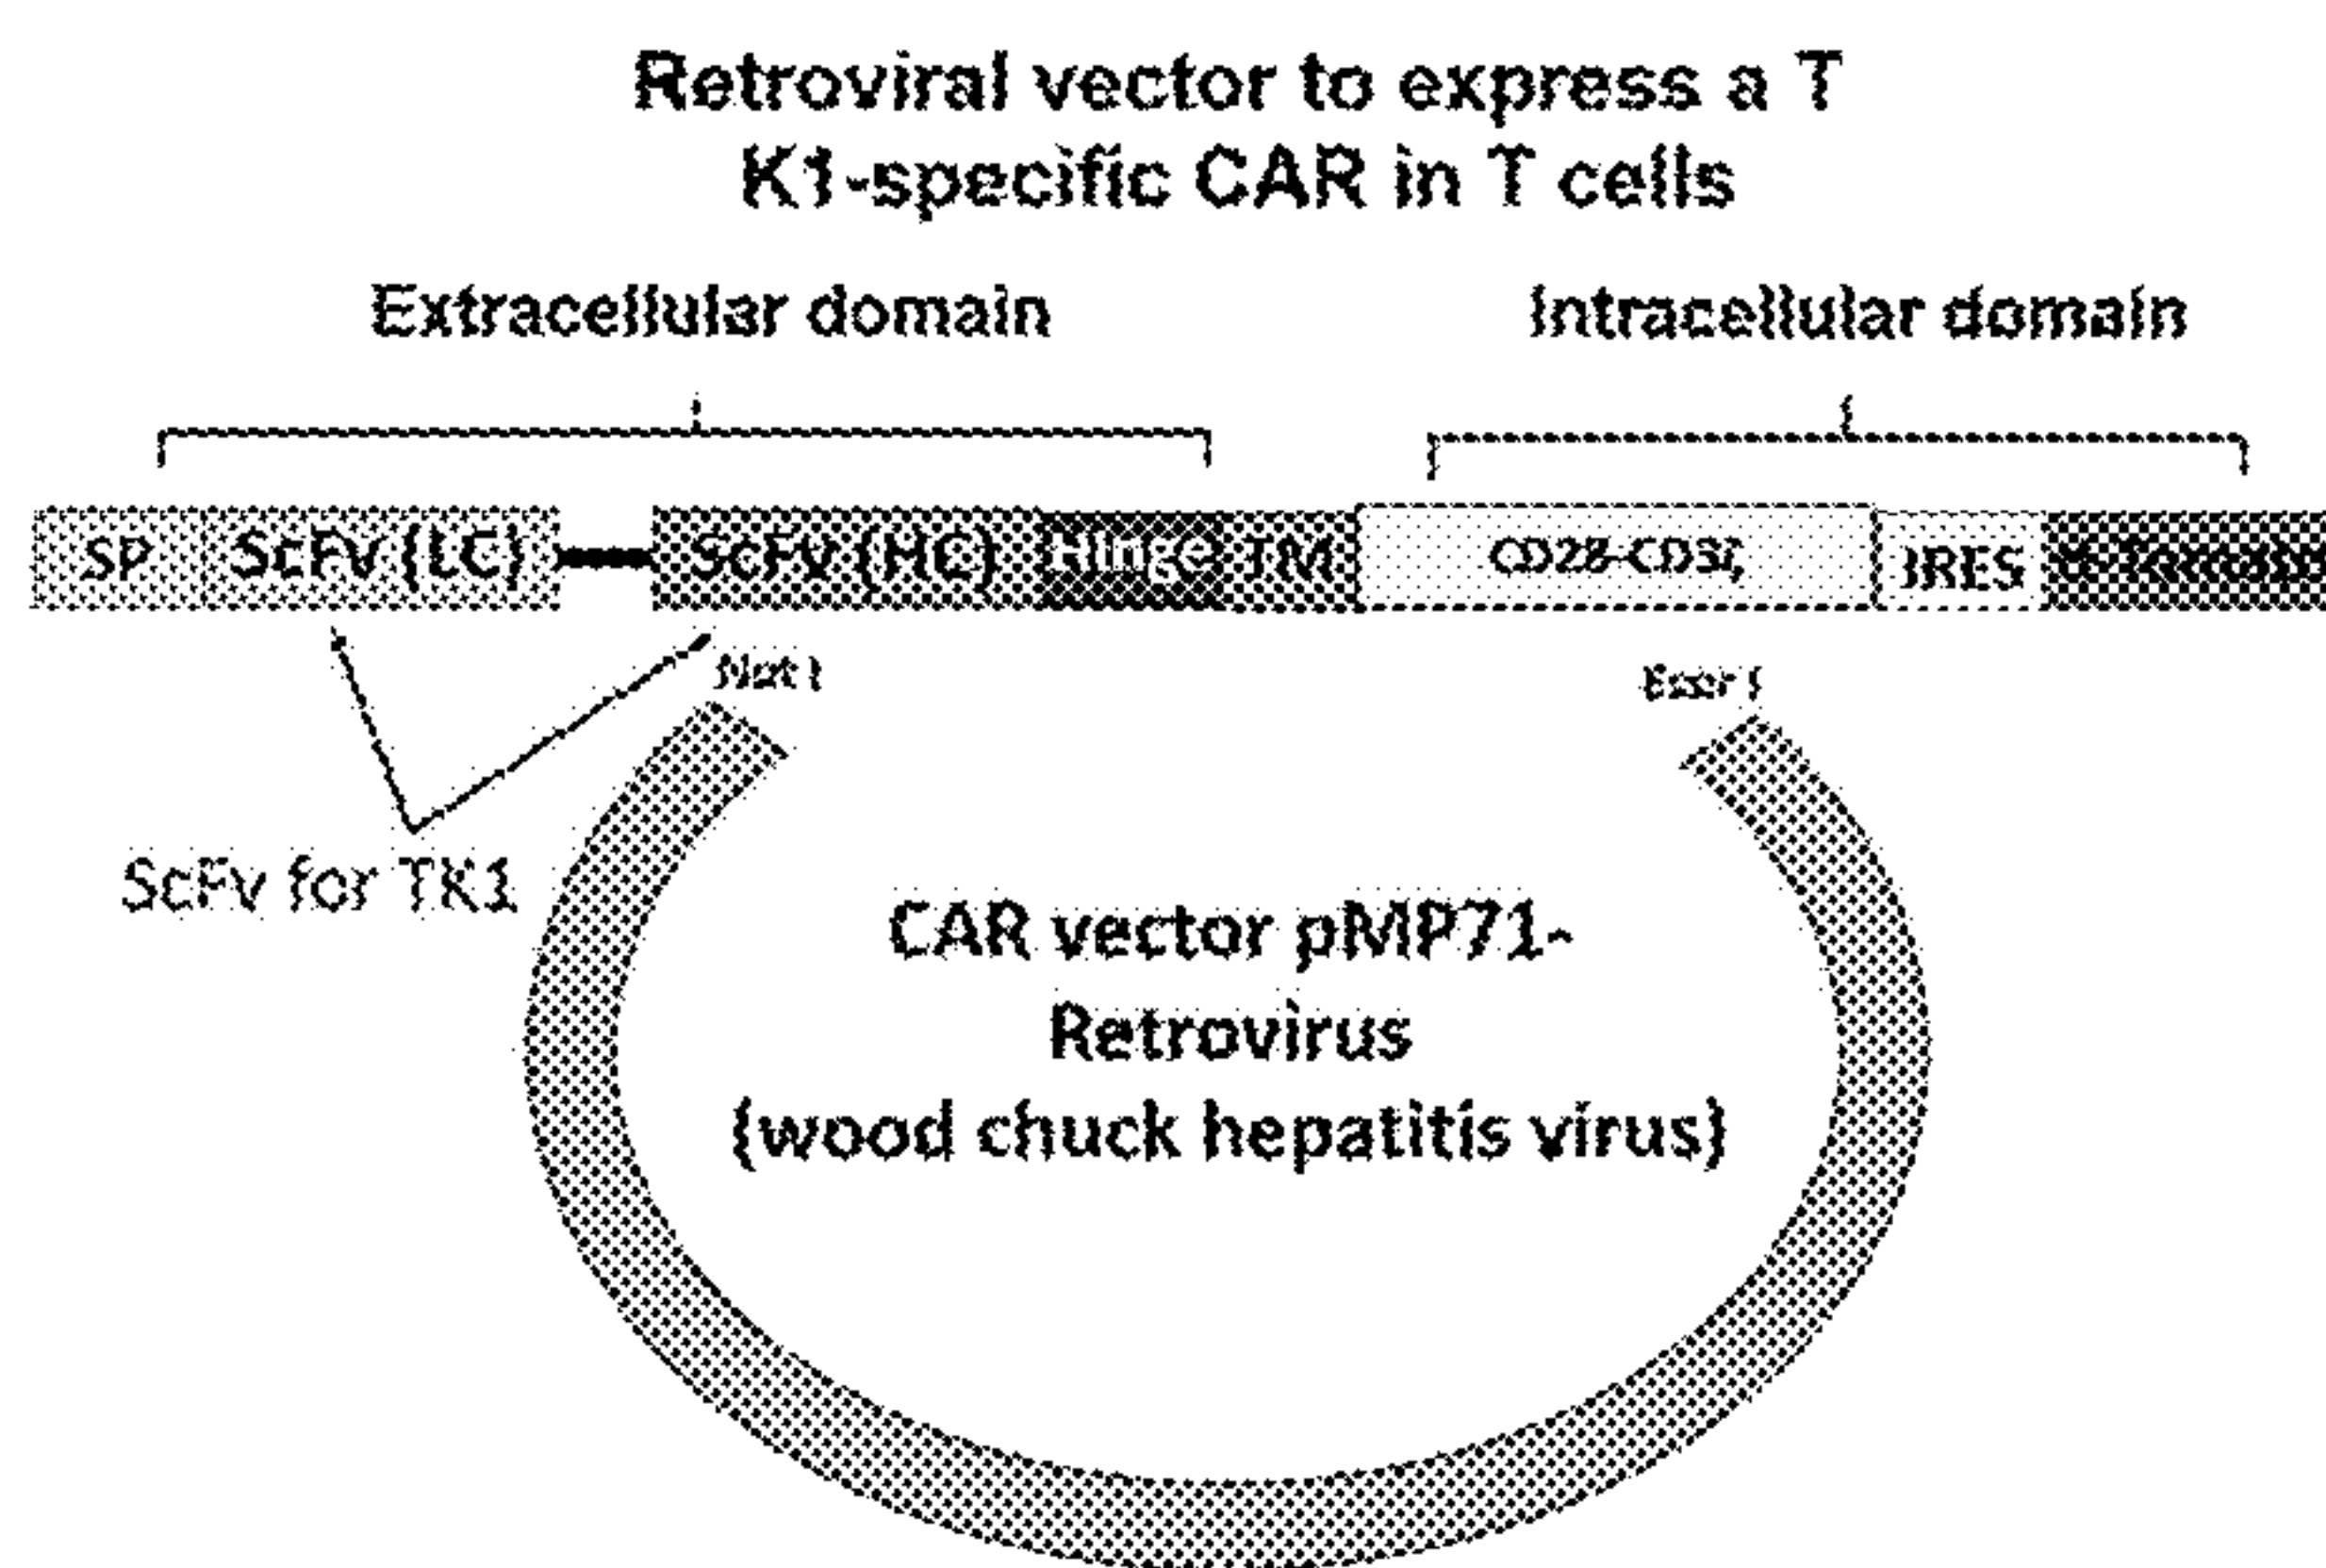 Retroviral vector to express a T
K1-specific CAR in T cells
Extracellular domain Intracellular domain
SP ScFv (LC) ScFv (HC) Hinge TM CD28-CD3ζ IRES
Not I
ScFv for TK1
CAR vector pMP71-
Retrovirus
(wood chuck hepatitis virus)